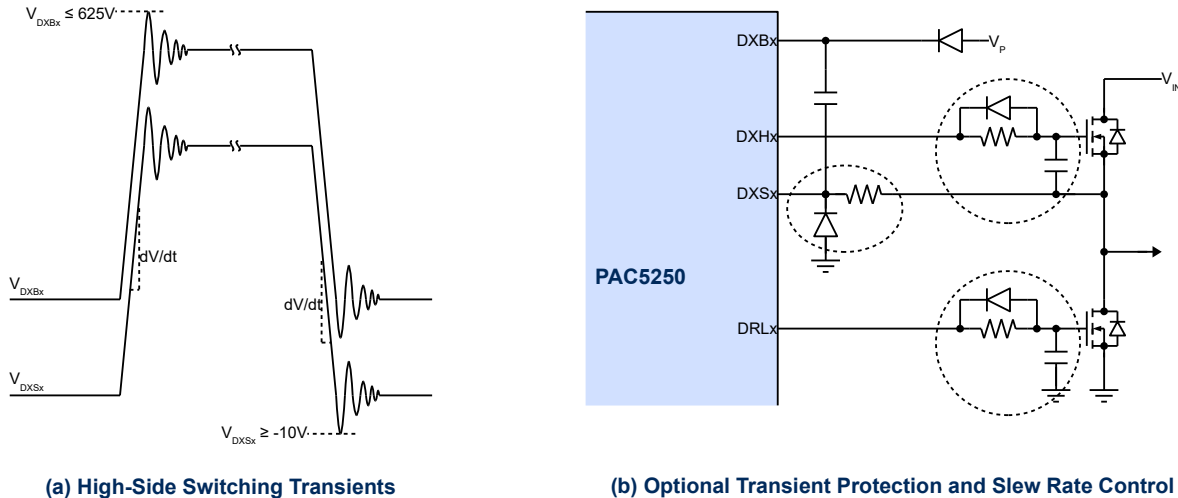 V_DXBx ≤ 625V
dV/dt
V_DXBx
dV/dt
V_DXSx
V_DXSx ≥ -10V
(a) High-Side Switching Transients
DXBx
V_P
V_IN
DXHx
DXSx
PAC5250
DRLx
(b) Optional Transient Protection and Slew Rate Control